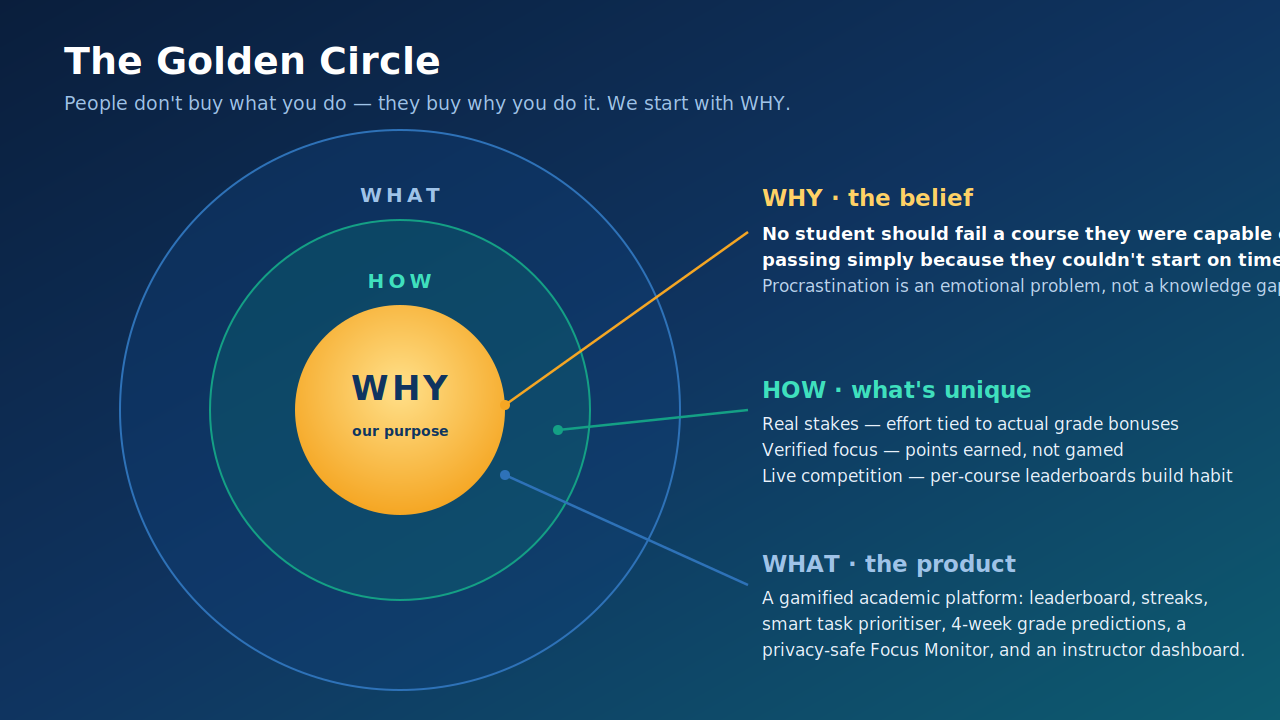 The Golden Circle
People don't buy what you do — they buy why you do it. We start with WHY.
WHAT
HOW
WHY
our purpose
WHY · the belief
No student should fail a course they were capable
passing simply because they couldn't start on time
Procrastination is an emotional problem, not a knowledge
HOW · what's unique
Real stakes — effort tied to actual grade bonuses
Verified focus — points earned, not gamed
Live competition — per-course leaderboards build habit
WHAT · the product
A gamified academic platform: leaderboard, streaks,
smart task prioritiser, 4-week grade predictions, a
privacy-safe Focus Monitor, and an instructor dashboard.